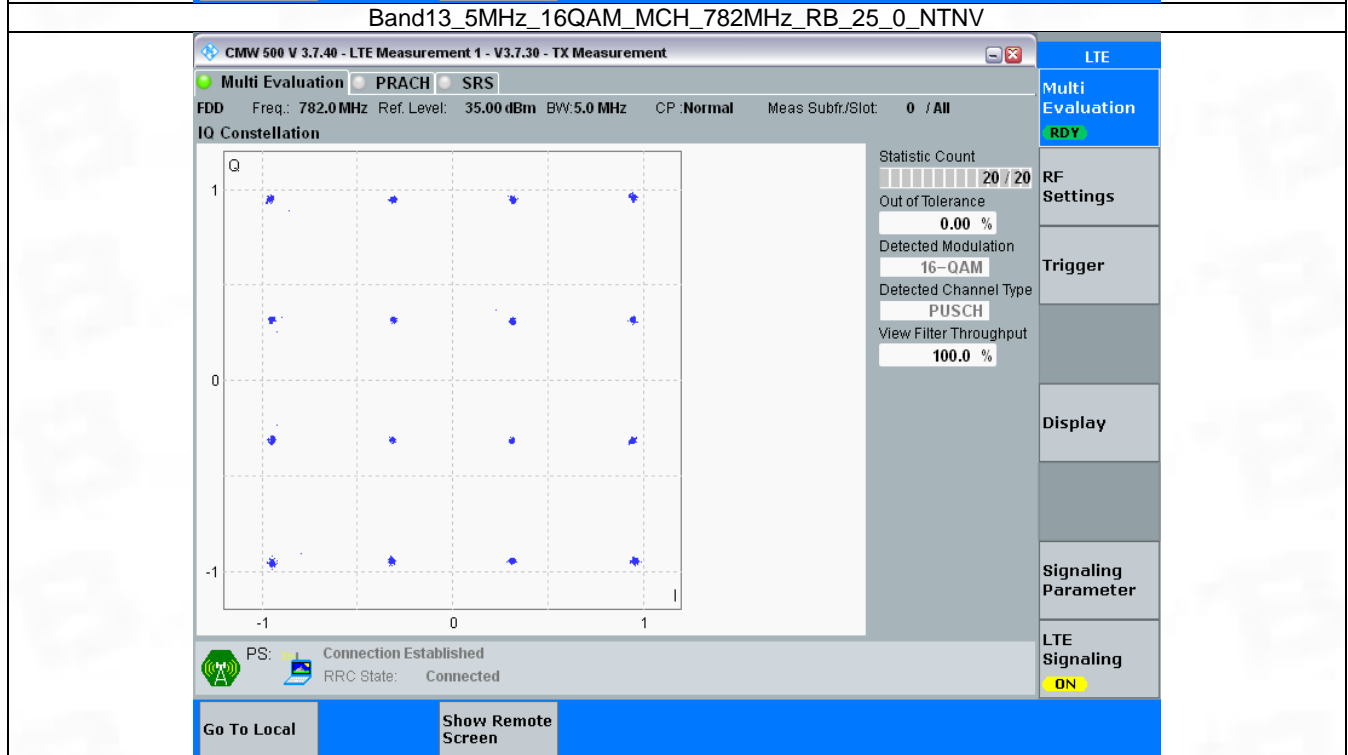 Band13_5MHz_16QAM_MCH_782MHz_RB_25_0_NTNV
CMW 500 V 3.7.40 - LTE Measurement 1 - V3.7.30 - TX Measurement
LTE
Multi Evaluation PRACH SRS
FDD Freq.: 782.0 MHz Ref. Level: 35.00 dBm BW: 5.0 MHz CP : Normal Meas Subfr./Slot: 0 / All
IQ Constellation
Q
1
0
-1
-1 0 1
I
Statistic Count
20 / 20
Out of Tolerance
0.00 %
Detected Modulation
16-QAM
Detected Channel Type
PUSCH
View Filter Throughput
100.0 %
Multi
Evaluation
RDY
RF
Settings
Trigger
Display
Signaling
Parameter
LTE
Signaling
ON
PS: Connection Established
RRC State: Connected
Go To Local
Show Remote
Screen